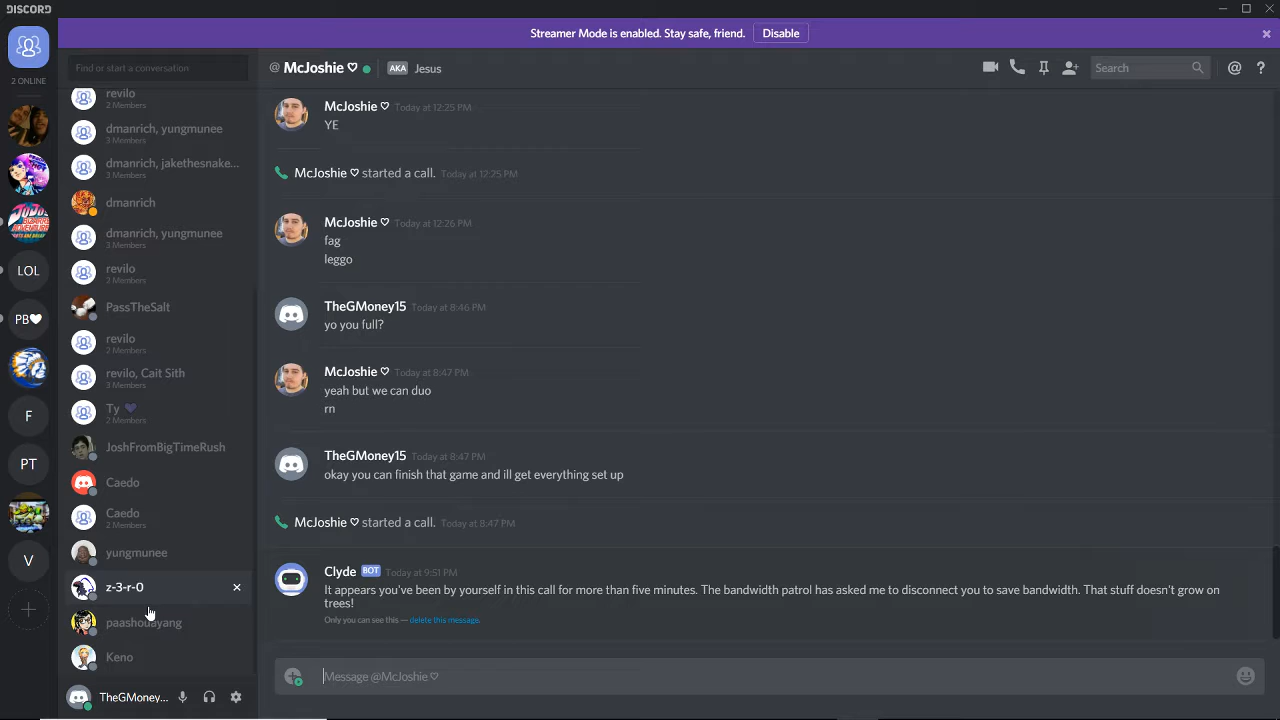 DISCORD
Streamer Mode is enabled. Stay safe, friend. Disable
2 ONLINE
LOL
PB
F
PT
V
Find or start a conversation
revilo
2 Members
dmanrich, yungmunee
3 Members
dmanrich, jakethesnake...
3 Members
dmanrich
dmanrich, yungmunee
3 Members
revilo
2 Members
PassTheSalt
revilo
2 Members
revilo, Cait Sith
3 Members
Ty
2 Members
JoshFromBigTimeRush
Caedo
Caedo
2 Members
yungmunee
z-3-r-0
paashouayang
Keno
TheGMoney...
@ McJoshie ♡ AKA Jesus
Search
McJoshie ♡ Today at 12:25 PM
YE
McJoshie ♡ started a call. Today at 12:25 PM
McJoshie ♡ Today at 12:26 PM
fag
leggo
TheGMoney15 Today at 8:46 PM
yo you full?
McJoshie ♡ Today at 8:47 PM
yeah but we can duo
rn
TheGMoney15 Today at 8:47 PM
okay you can finish that game and ill get everything set up
McJoshie ♡ started a call. Today at 8:47 PM
Clyde BOT Today at 9:51 PM
It appears you've been by yourself in this call for more than five minutes. The bandwidth patrol has asked me to disconnect you to save bandwidth. That stuff doesn't grow on
trees!
Only you can see this — delete this message.
Message @McJoshie ♡